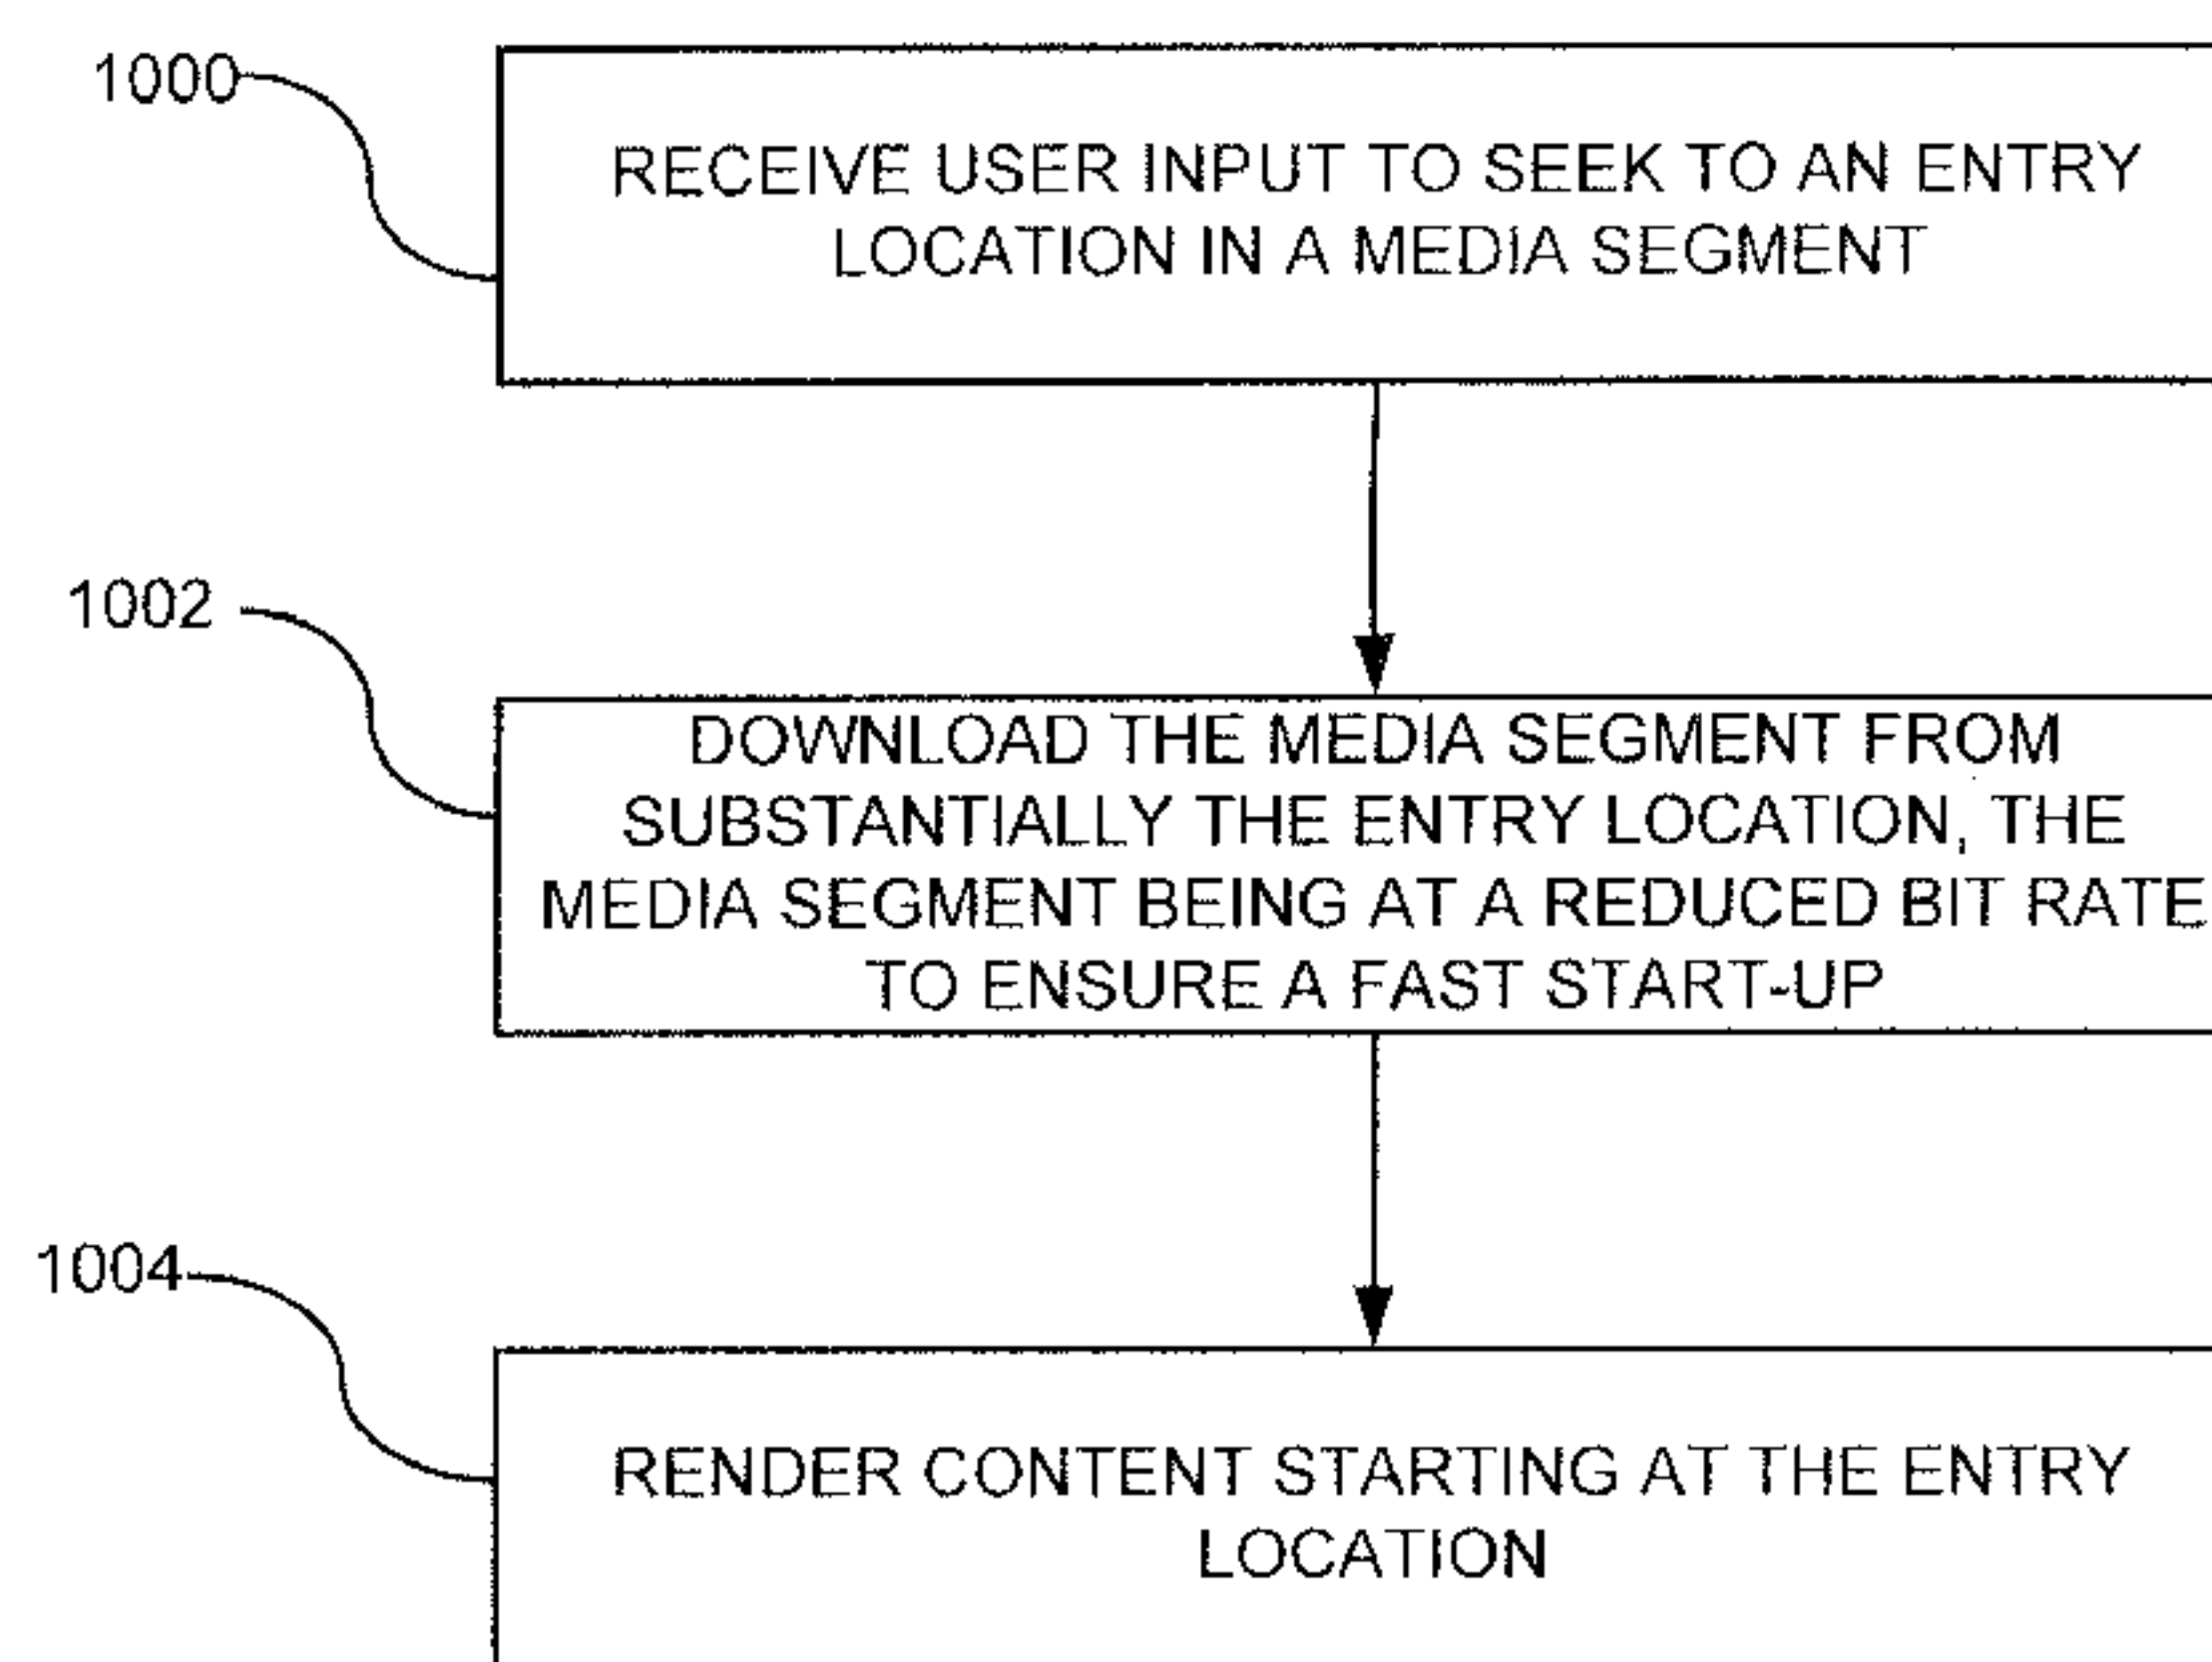 1000
RECEIVE USER INPUT TO SEEK TO AN ENTRY
LOCATION IN A MEDIA SEGMENT
1002
DOWNLOAD THE MEDIA SEGMENT FROM
SUBSTANTIALLY THE ENTRY LOCATION, THE
MEDIA SEGMENT BEING AT A REDUCED BIT RATE
TO ENSURE A FAST START-UP
1004
RENDER CONTENT STARTING AT THE ENTRY
LOCATION